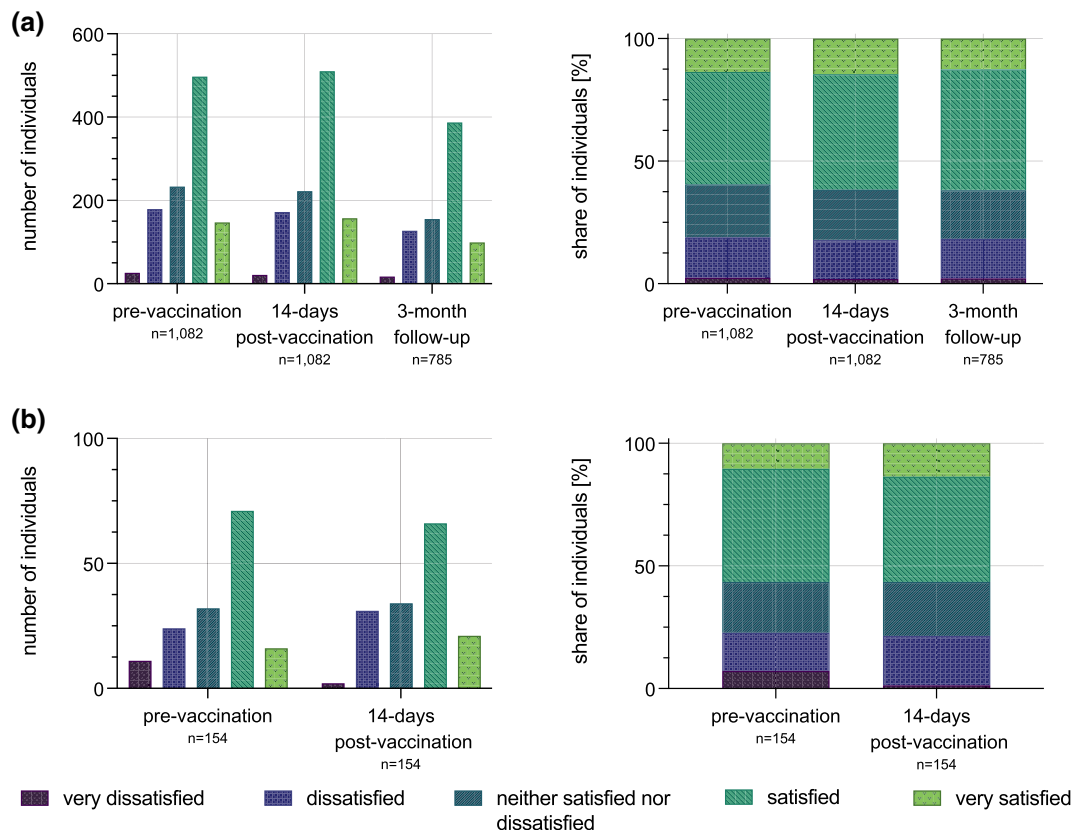 (a)
number of individuals
600
400
200
0
pre-vaccination
n=1,082
14-days
post-vaccination
n=1,082
3-month
follow-up
n=785
share of individuals [%]
100
50
0
pre-vaccination
n=1,082
14-days
post-vaccination
n=1,082
3-month
follow-up
n=785
(b)
number of individuals
100
50
0
pre-vaccination
n=154
14-days
post-vaccination
n=154
share of individuals [%]
100
50
0
pre-vaccination
n=154
14-days
post-vaccination
n=154
very dissatisfied
dissatisfied
neither satisfied nor
dissatisfied
satisfied
very satisfied